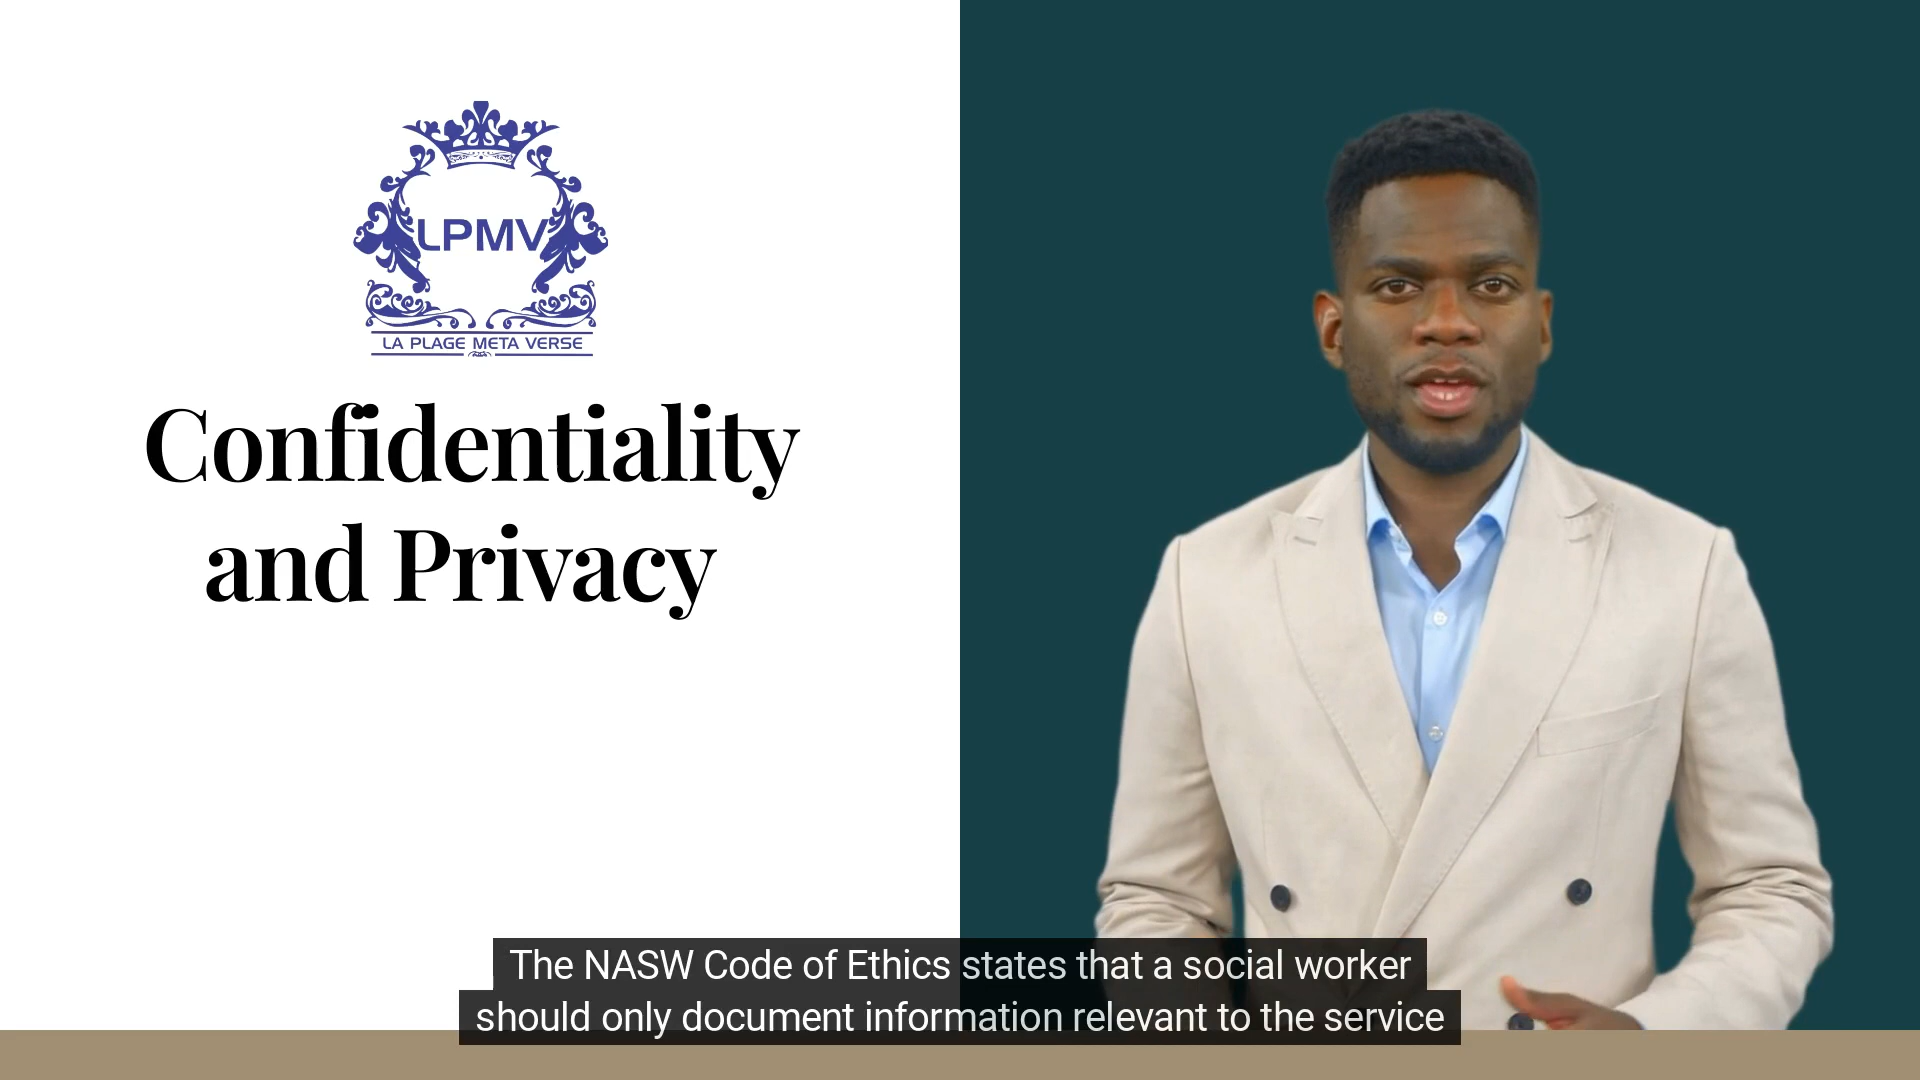 LPMV
LA PLAGE META VERSE
Confidentiality
and Privacy
The NASW Code of Ethics states that a social worker
should only document information relevant to the service